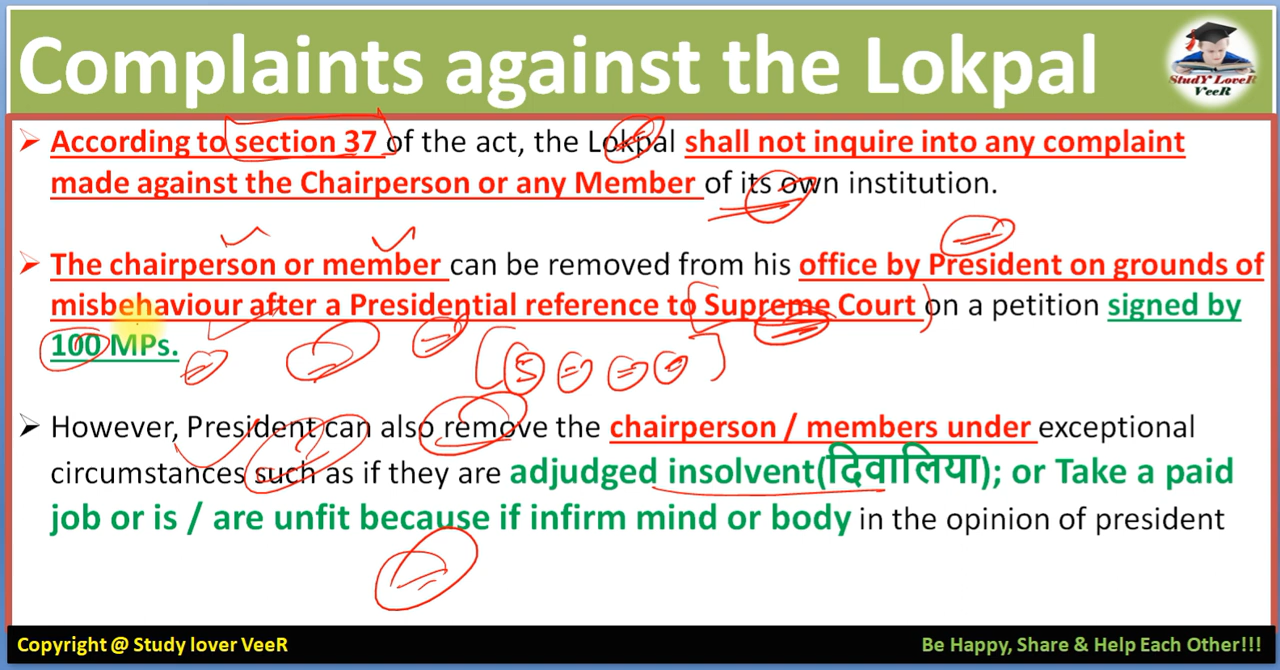 Complaints against the Lokpal
StudY LoveR
VeeR
➢ According to section 37 of the act, the Lokpal shall not inquire into any complaint
made against the Chairperson or any Member of its own institution.
➢ The chairperson or member can be removed from his office by President on grounds of
misbehaviour after a Presidential reference to Supreme Court on a petition signed by
100 MPs.
➢ However, President can also remove the chairperson / members under exceptional
circumstances such as if they are adjudged insolvent(दिवालिया); or Take a paid
job or is / are unfit because if infirm mind or body in the opinion of president
Copyright @ Study lover VeeR
Be Happy, Share & Help Each Other!!!